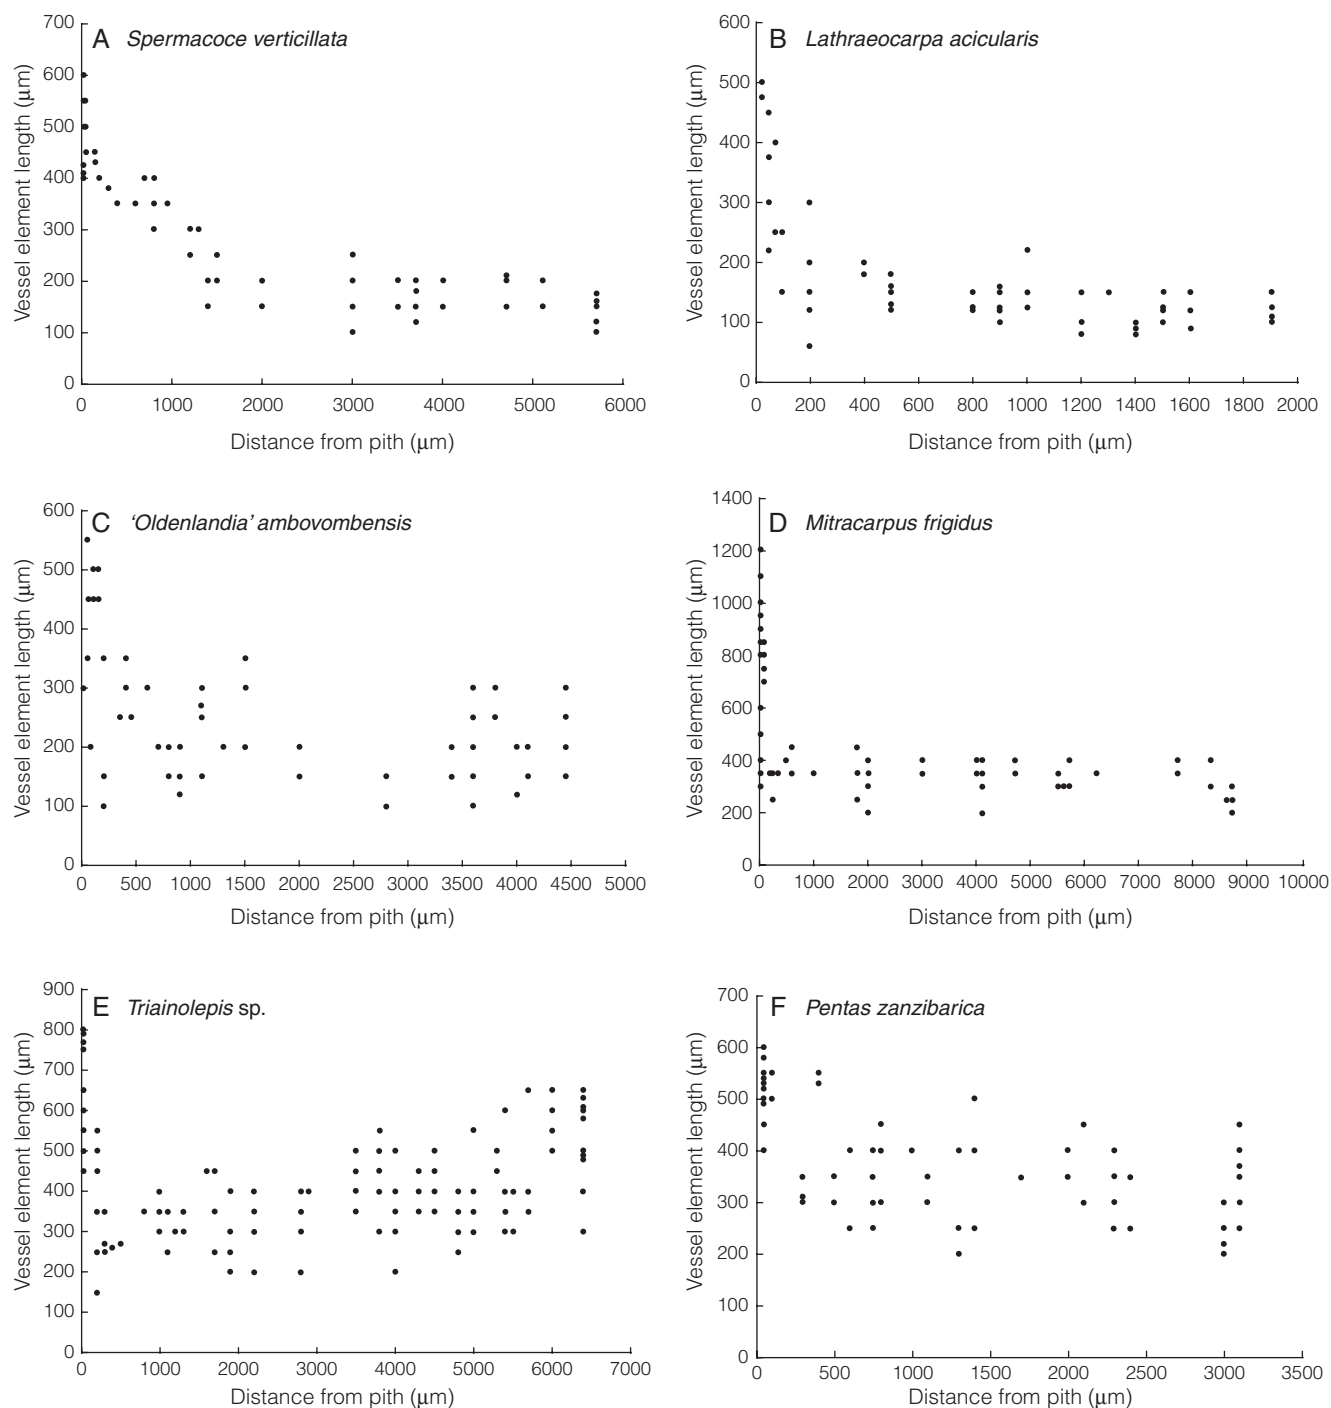 A Spermacoce verticillata
Vessel element length (μm)
700
600
500
400
300
200
100
0
0 1000 2000 3000 4000 5000 6000
Distance from pith (μm)
B Lathraeocarpa acicularis
Vessel element length (μm)
600
500
400
300
200
100
0
0 200 400 600 800 1000 1200 1400 1600 1800 2000
Distance from pith (μm)
C 'Oldenlandia' ambovombensis
Vessel element length (μm)
600
500
400
300
200
100
0
0 500 1000 1500 2000 2500 3000 3500 4000 4500 5000
Distance from pith (μm)
D Mitracarpus frigidus
Vessel element length (μm)
1400
1200
1000
800
600
400
200
0
0 1000 2000 3000 4000 5000 6000 7000 8000 9000 10000
Distance from pith (μm)
E Triainolepis sp.
Vessel element length (μm)
900
800
700
600
500
400
300
200
100
0
1000 2000 3000 4000 5000 6000 7000
Distance from pith (μm)
F Pentas zanzibarica
Vessel element length (μm)
700
600
500
400
300
200
100
0
0 500 1000 1500 2000 2500 3000 3500
Distance from pith (μm)